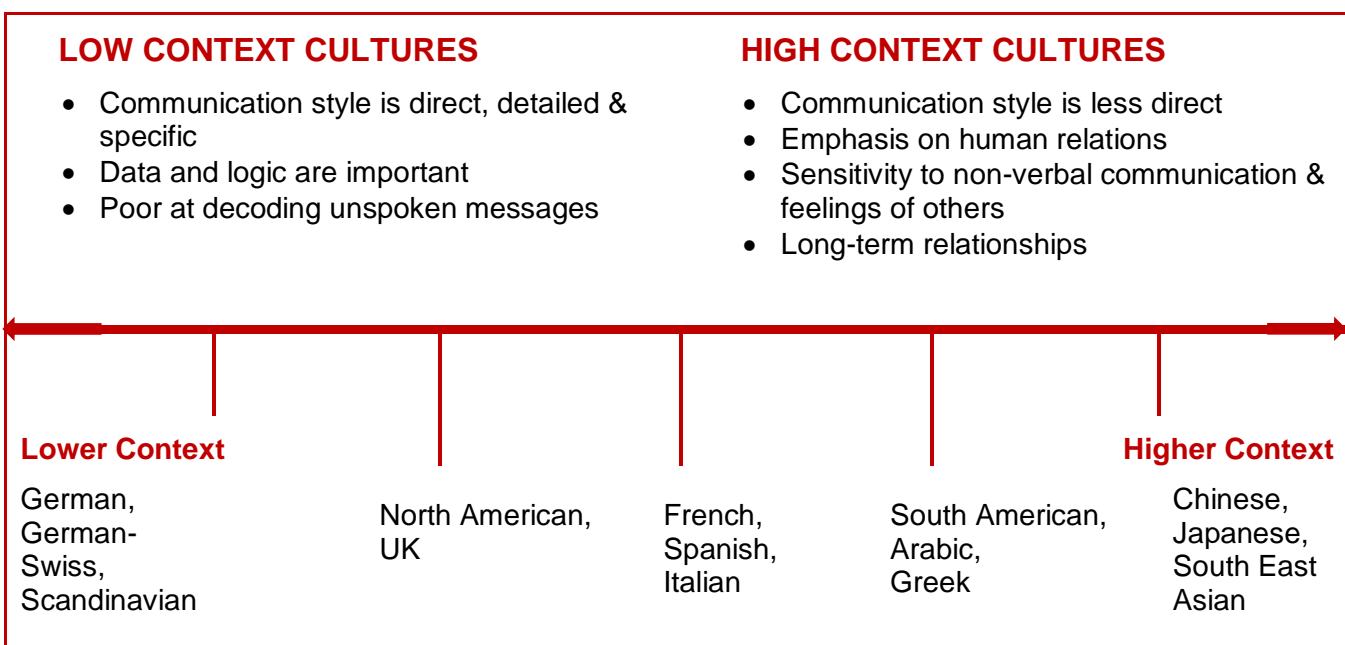 LOW CONTEXT CULTURES
• Communication style is direct, detailed &
specific
• Data and logic are important
• Poor at decoding unspoken messages
HIGH CONTEXT CULTURES
• Communication style is less direct
• Emphasis on human relations
• Sensitivity to non-verbal communication &
feelings of others
• Long-term relationships
Lower Context
German,
German-
Swiss,
Scandinavian
North American,
UK
French,
Spanish,
Italian
South American,
Arabic,
Greek
Higher Context
Chinese,
Japanese,
South East
Asian